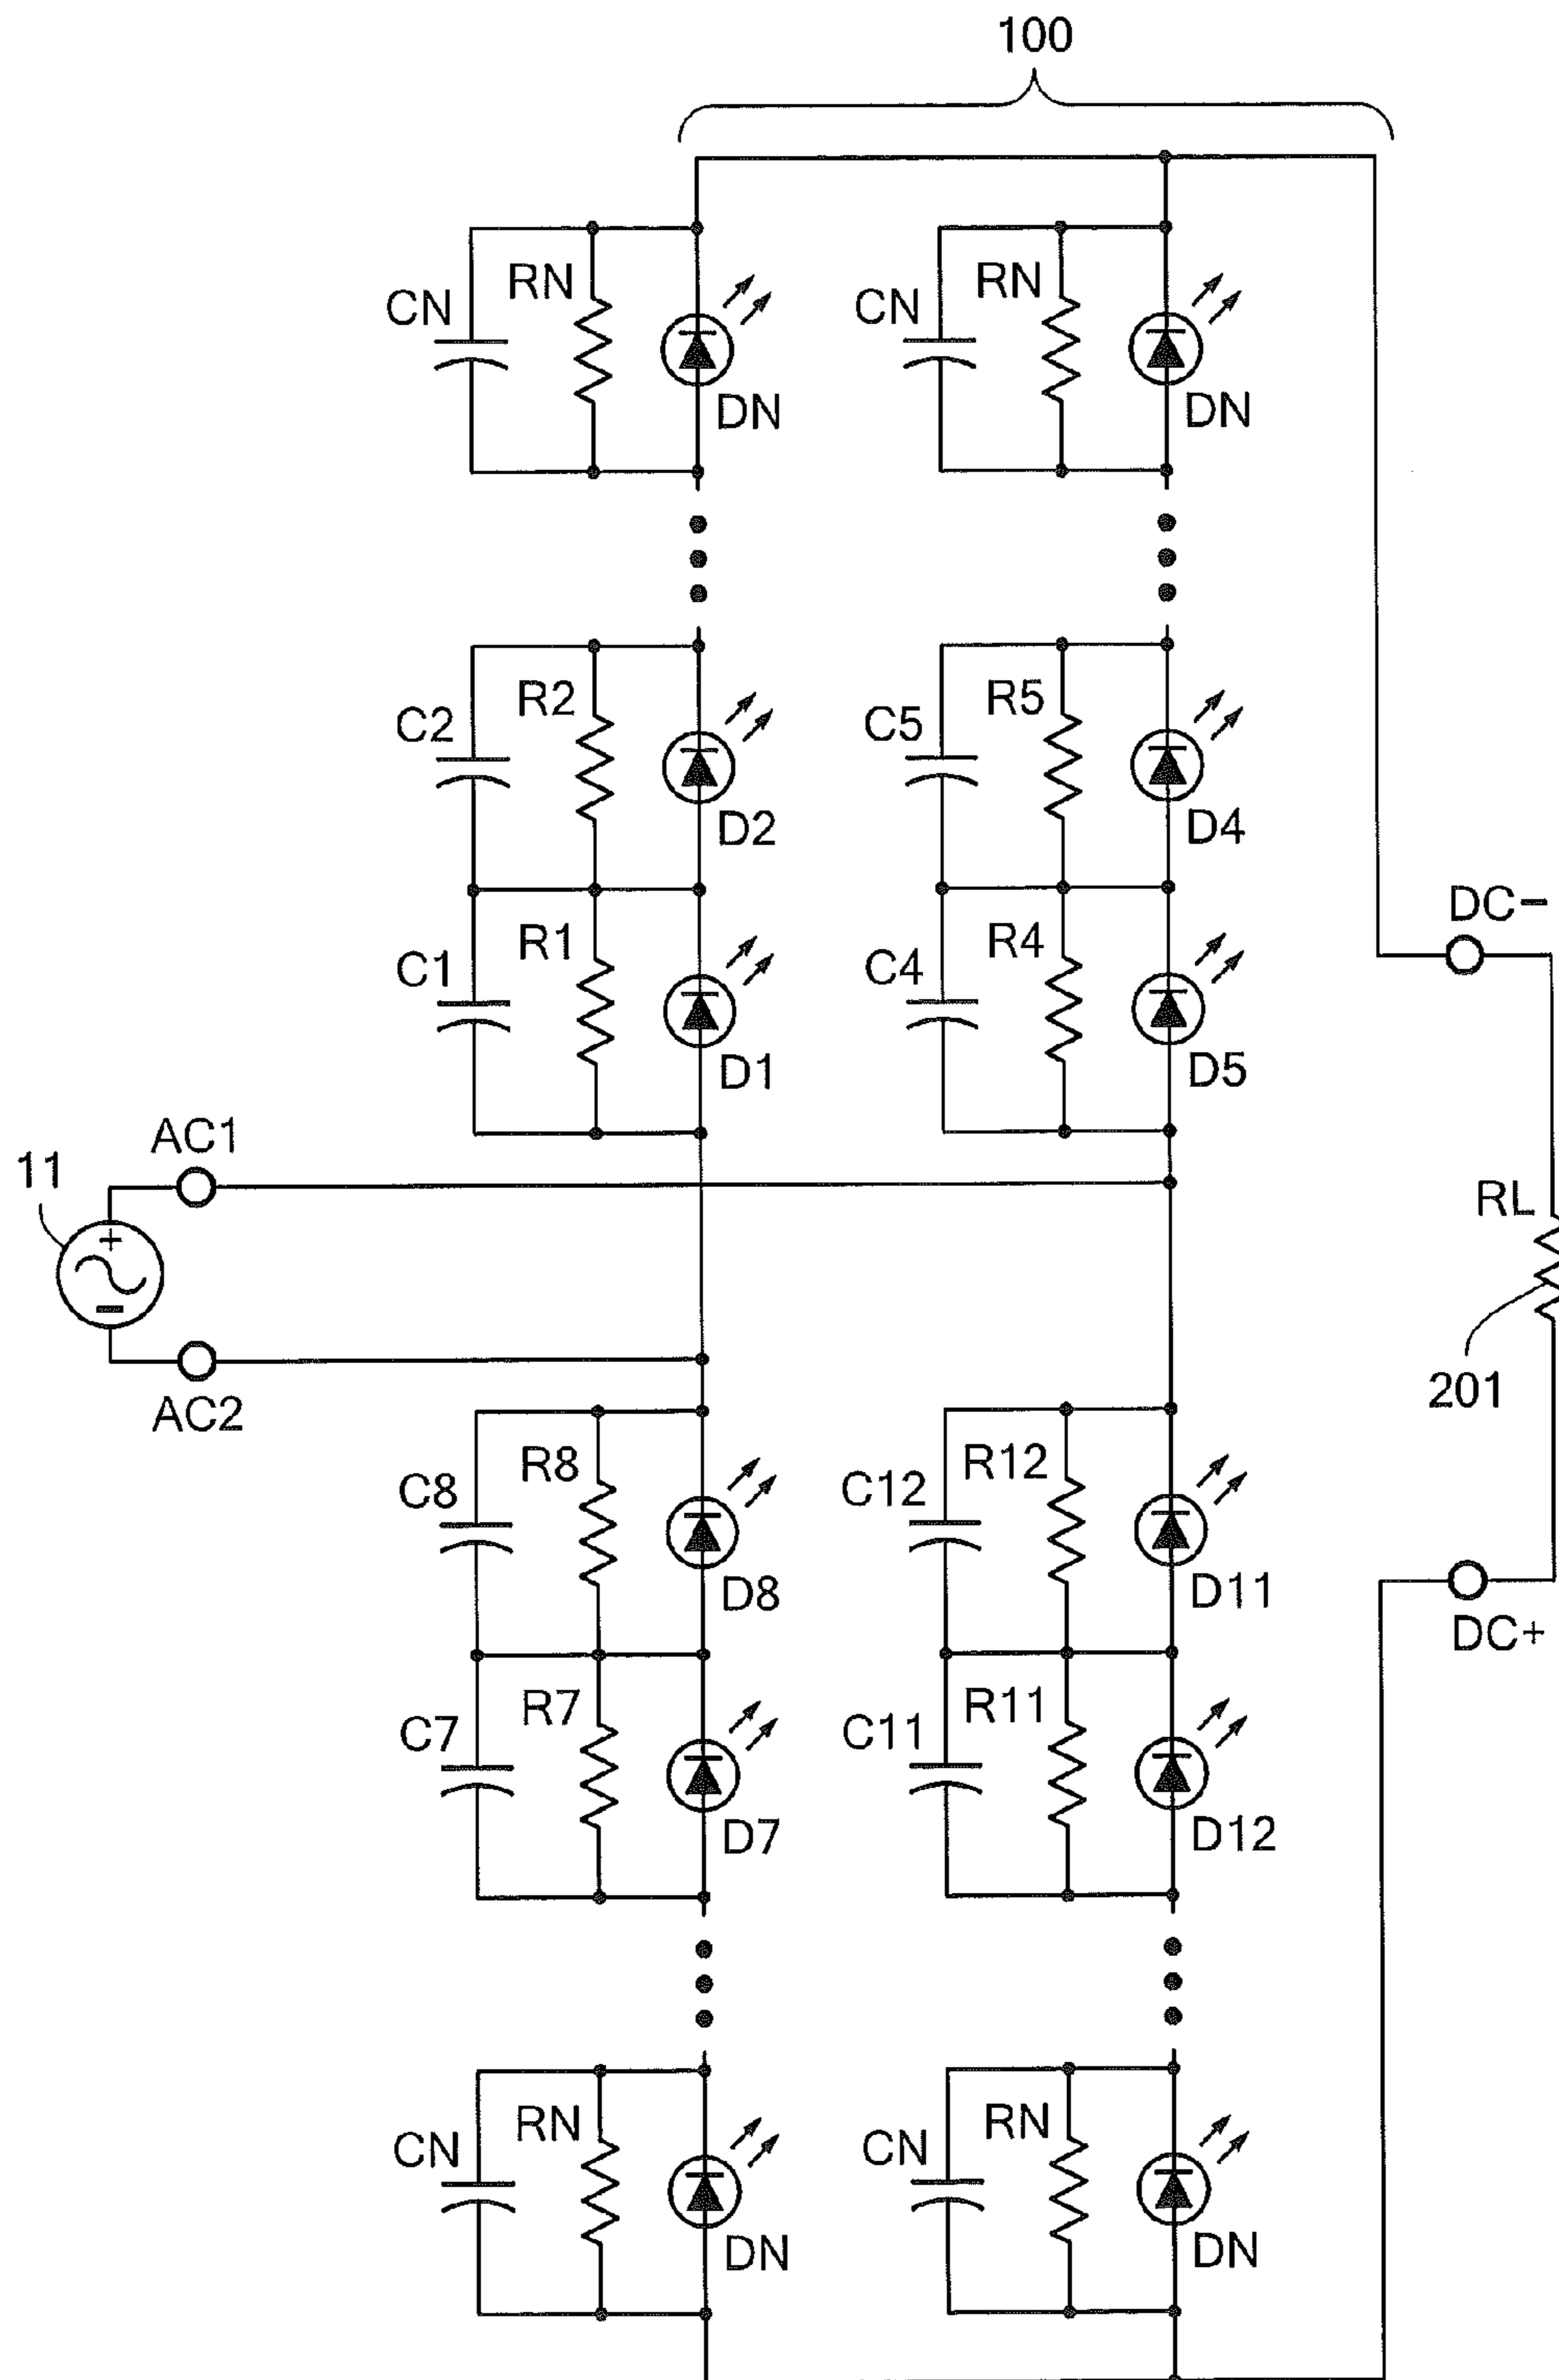 100
RN
CN
DN
RN
CN
DN
R2
C2
D2
R5
C5
D4
R1
C1
D1
R4
C4
D5
DC-
AC1
11
+
-
AC2
RL
201
R8
C8
D8
R12
C12
D11
DC+
R7
C7
D7
R11
C11
D12
RN
CN
DN
RN
CN
DN